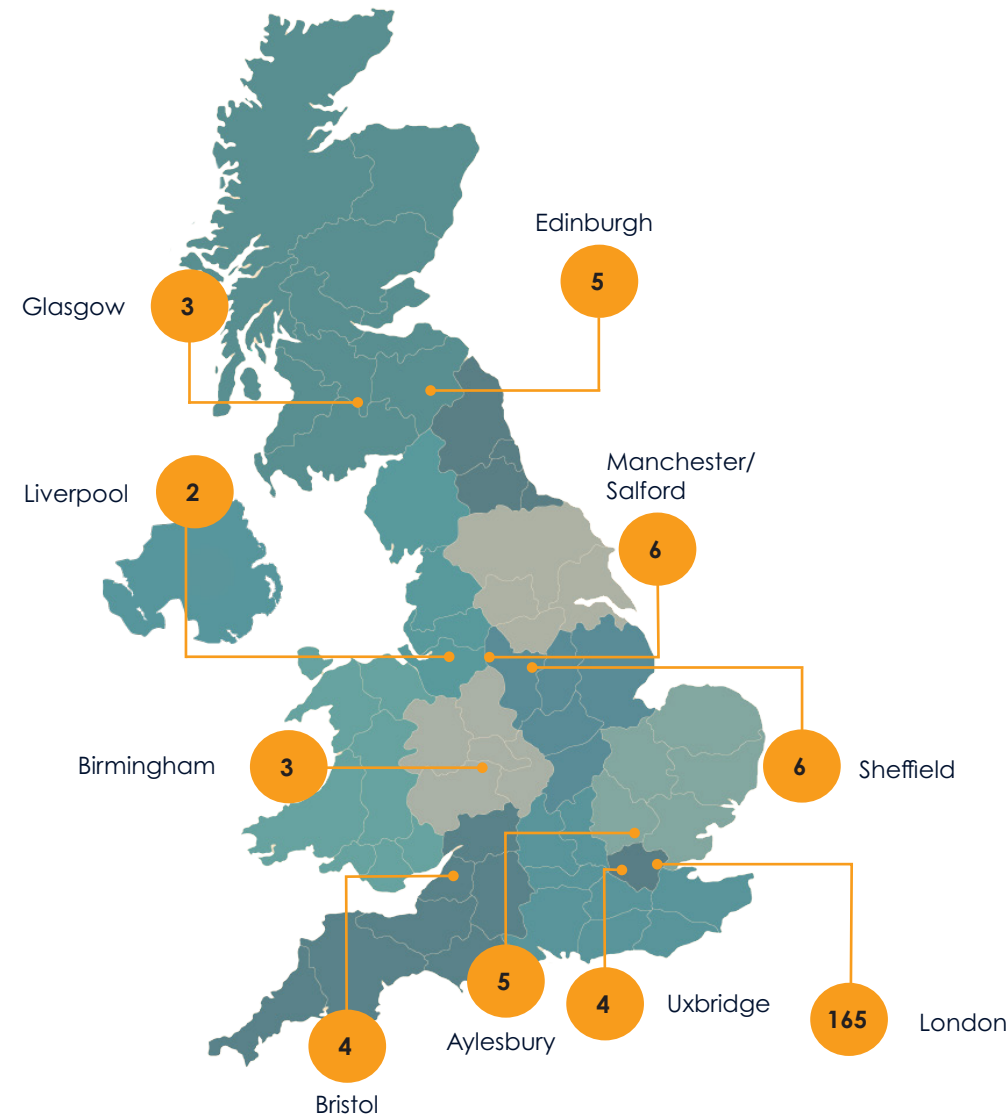 Edinburgh
5
Glasgow
3
Manchester/
Salford
6
Liverpool
2
Birmingham
3
6
Sheffield
5
Aylesbury
4
Uxbridge
165
London
4
Bristol